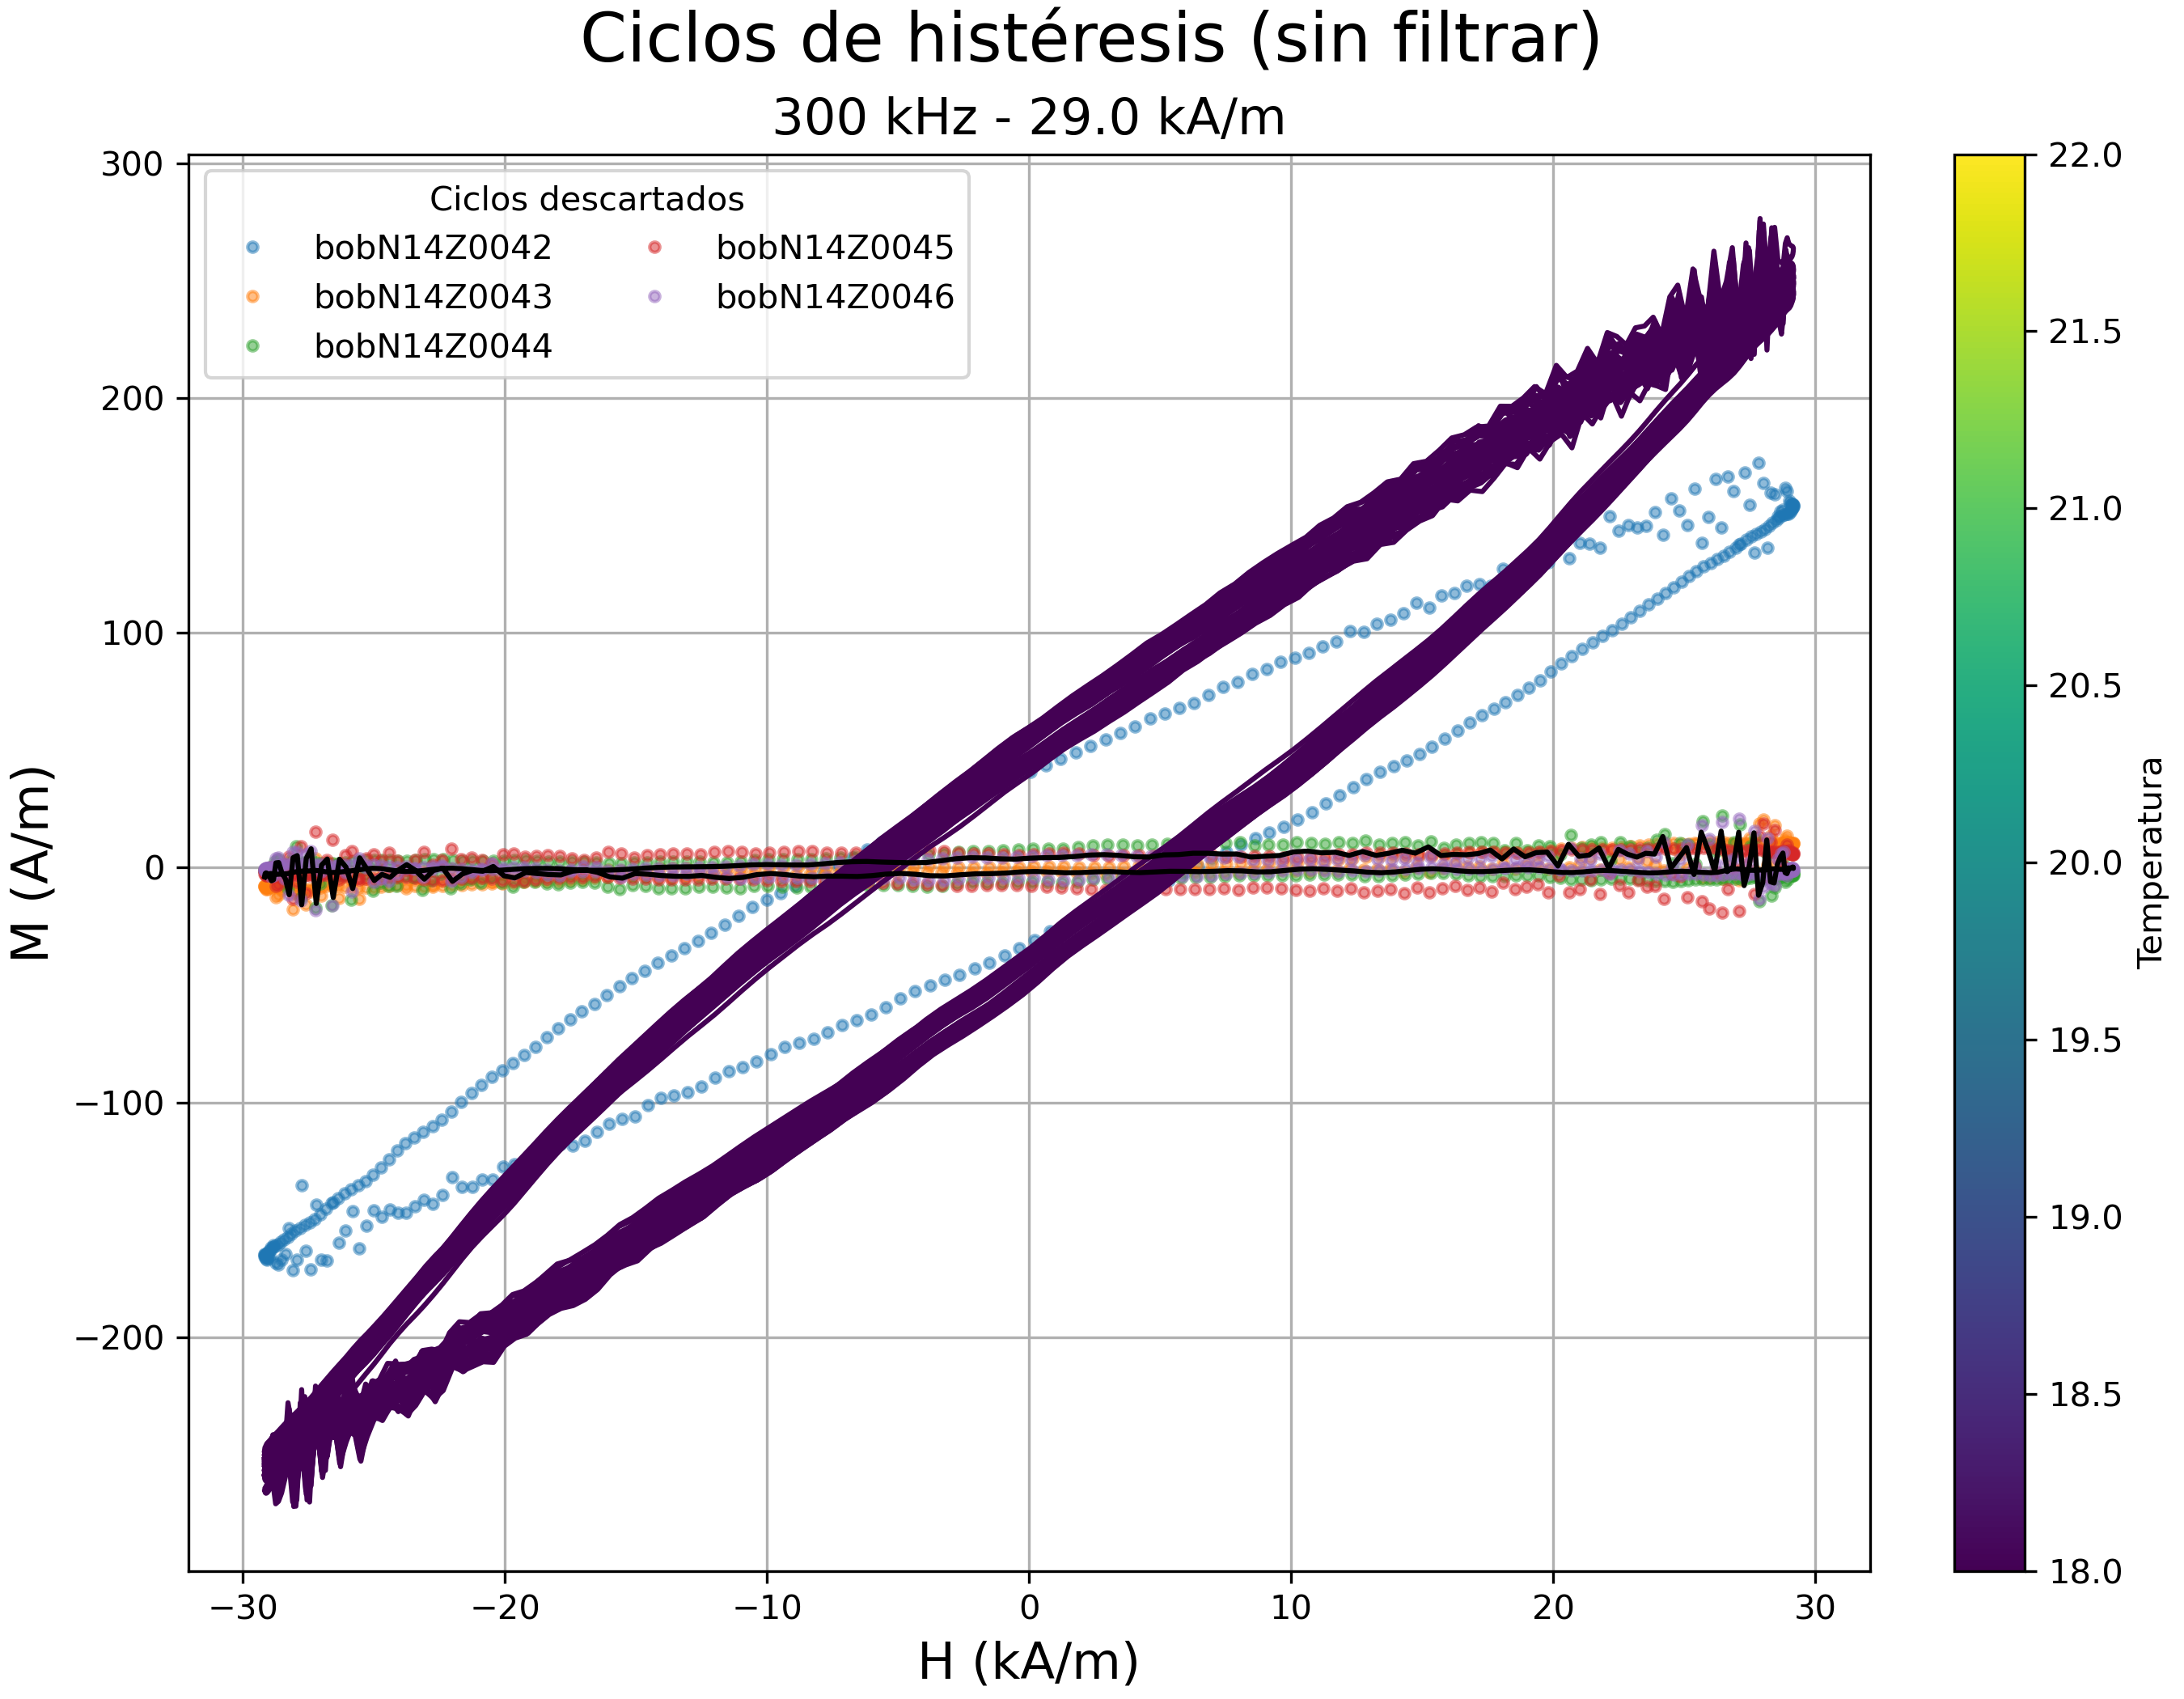 Ciclos de histéresis (sin filtrar)
300 kHz - 29.0 kA/m
Ciclos descartados
bobN14Z0042
bobN14Z0043
bobN14Z0044
bobN14Z0045
bobN14Z0046
300
200
100
0
−100
−200
M (A/m)
−30
−20
−10
0
10
20
30
H (kA/m)
22.0
21.5
21.0
20.5
20.0
19.5
19.0
18.5
18.0
Temperatura